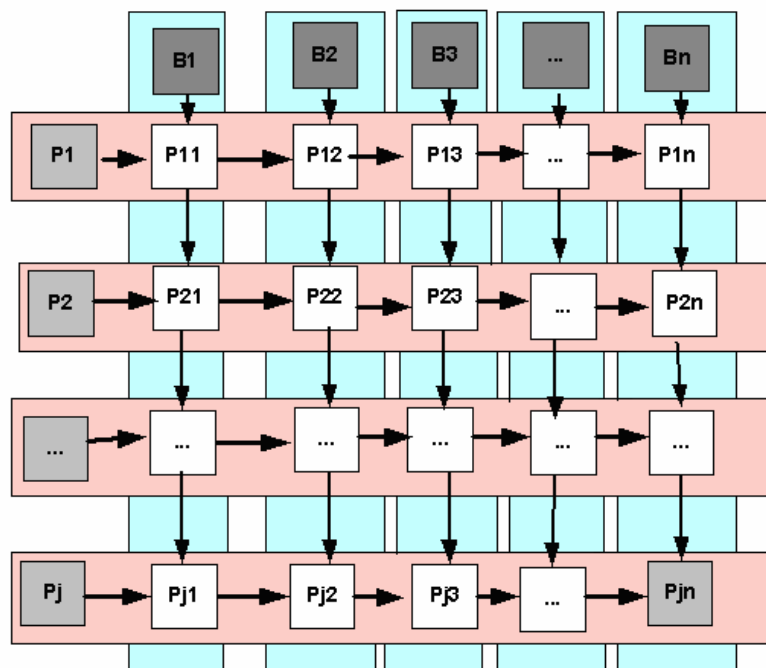 B1 B2 B3 ... Bn
P1 P11 P12 P13 ... P1n
P2 P21 P22 P23 ... P2n
... ... ... ... ... ...
Pj Pj1 Pj2 Pj3 ... Pjn